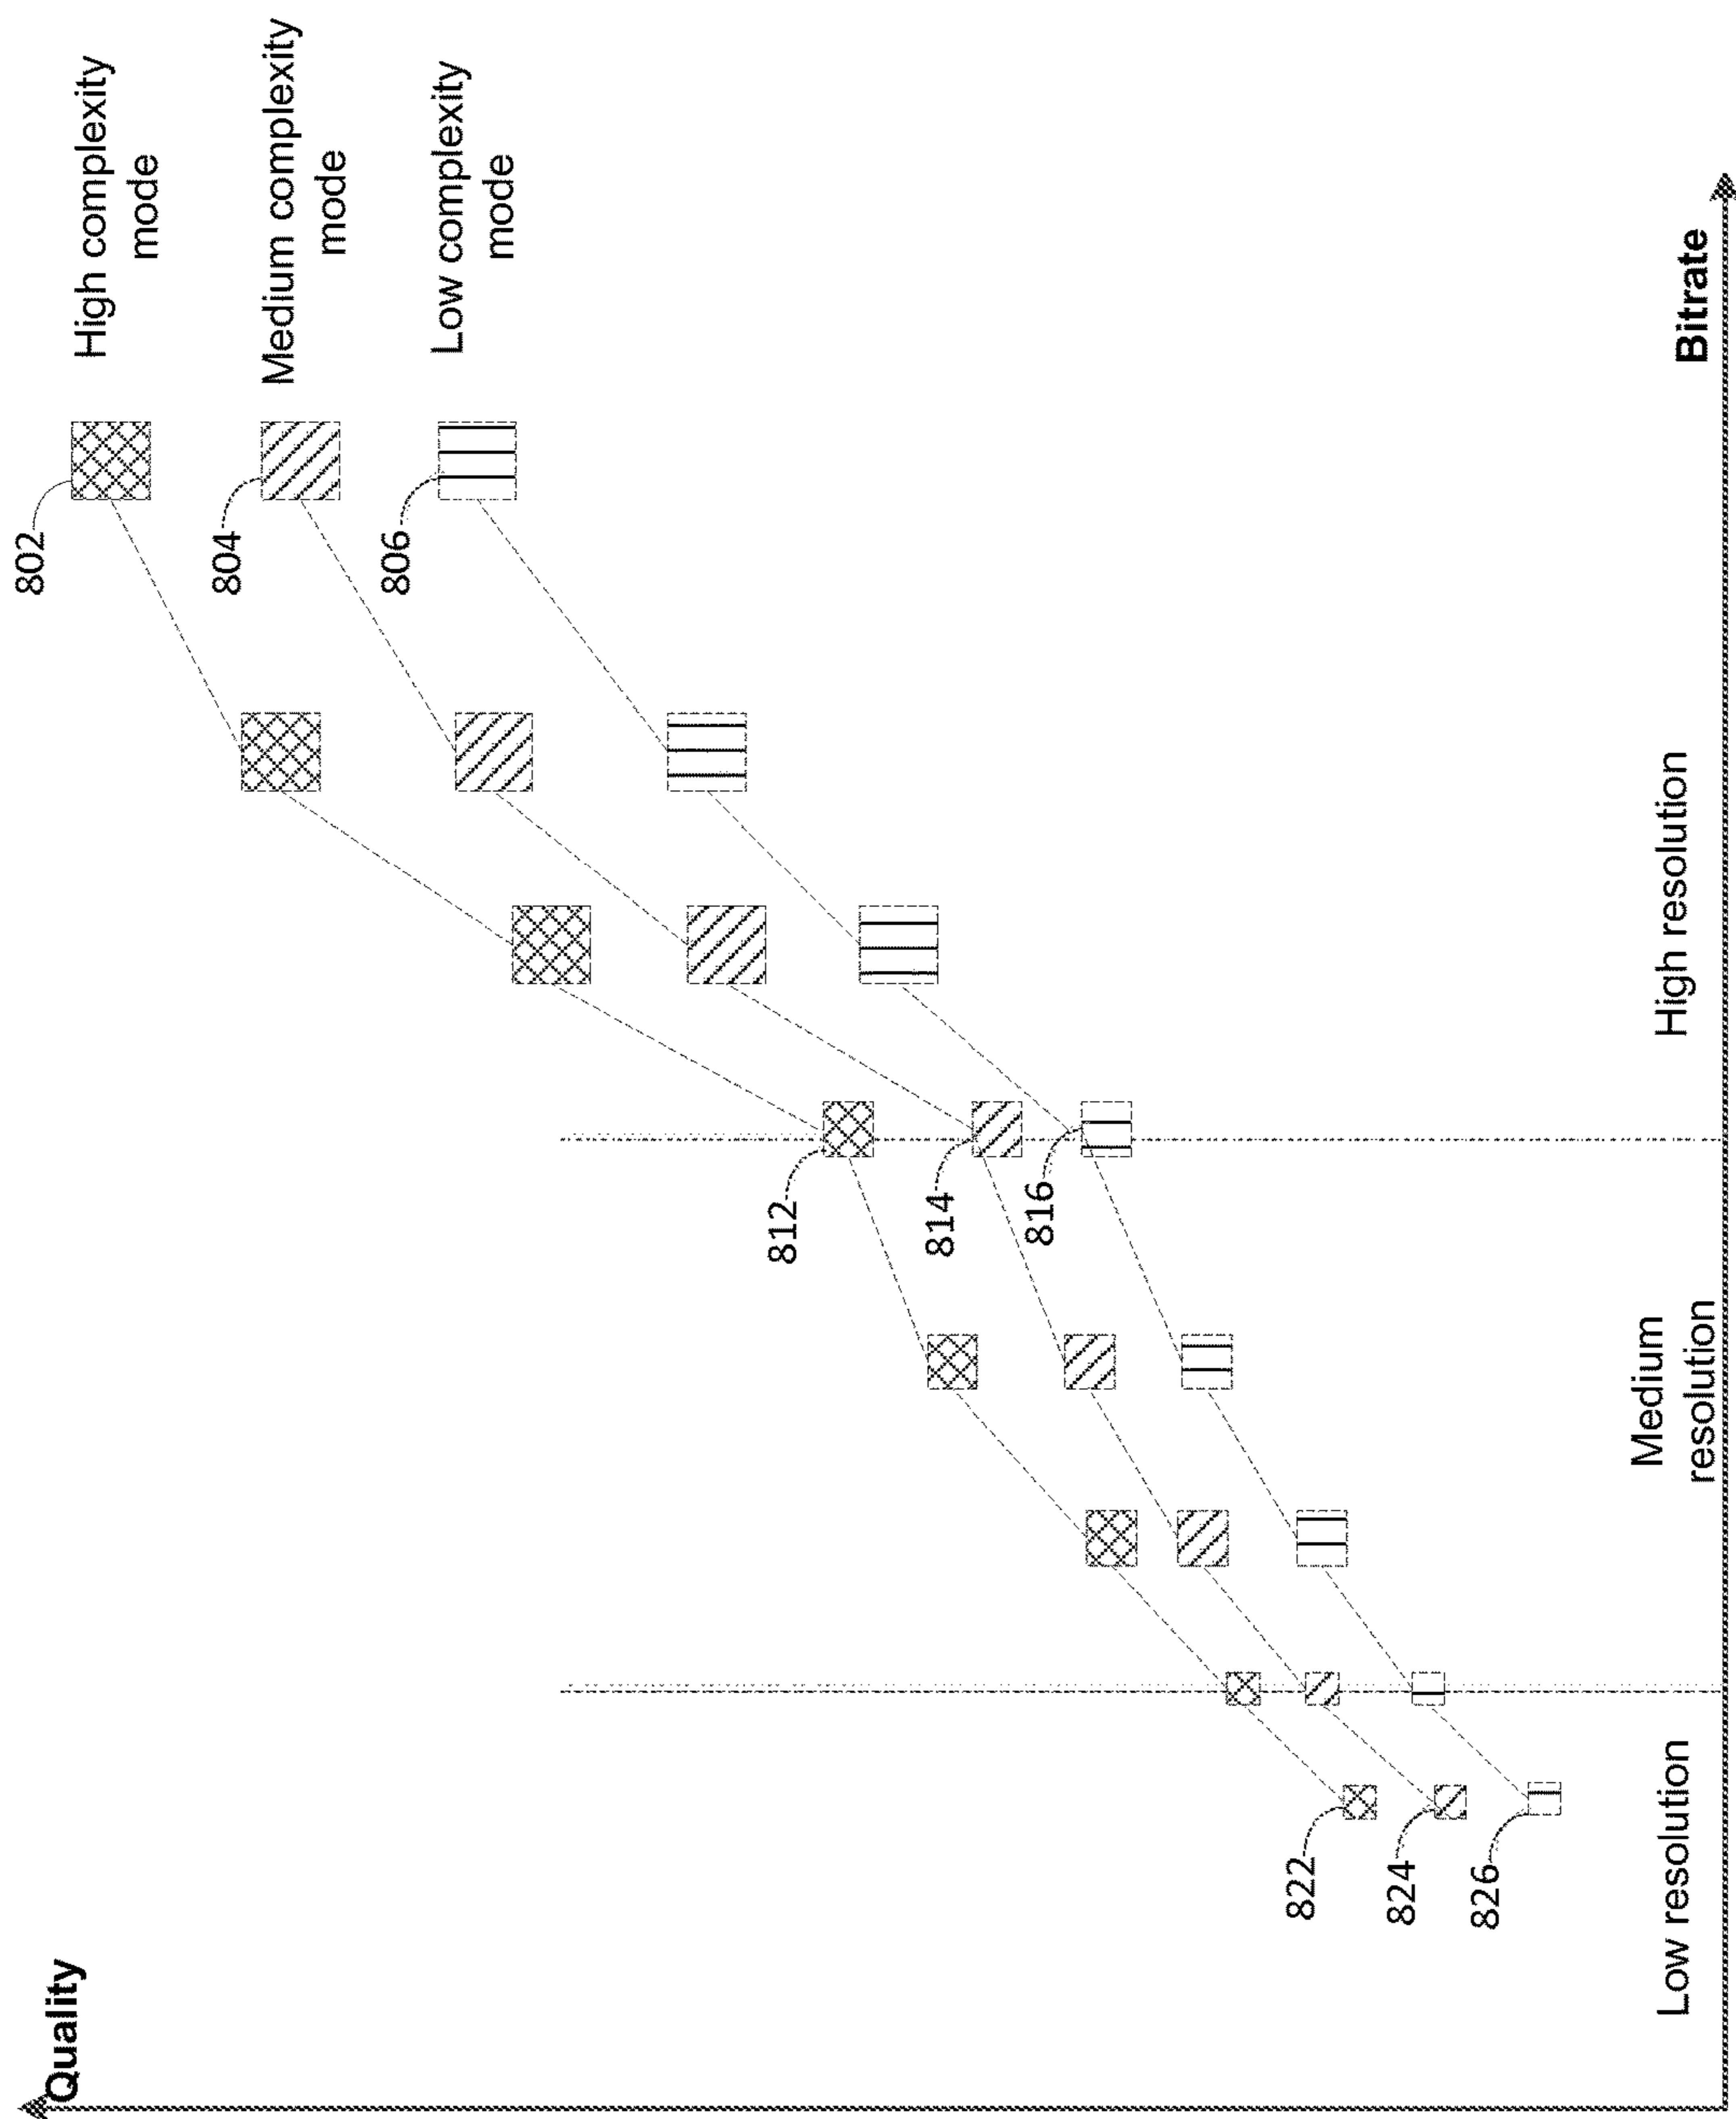 Quality
High complexity
mode
802
Medium complexity
mode
804
Low complexity
mode
806
812
814
816
822
824
826
Low resolution
Medium
resolution
High resolution
Bitrate